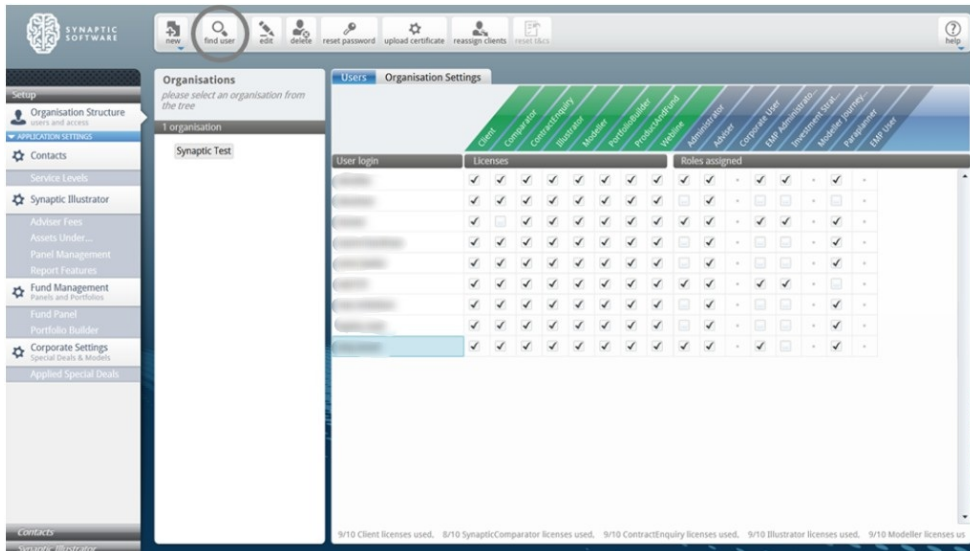 SYNAPTIC
SOFTWARE
new
find user
edit
delete
reset password
upload certificate
reassign clients
reset t&cs
help
Setup
Organisation Structure
users and access
APPLICATION SETTINGS
Contacts
Service Levels
Synaptic Illustrator
Adviser Fees
Assets Under...
Panel Management
Report Features
Fund Management
Panels and Portfolios
Fund Panel
Portfolio Builder
Corporate Settings
Special Deals & Models
Applied Special Deals
Contacts
Synaptic Illustrator
Organisations
please select an organisation from
the tree
1 organisation
Synaptic Test
Users
Organisation Settings
Client
Comparator
ContractEnquiry
Illustrator
Modeller
PortfolioBuilder
ProductAndFund
Webline
Administrator
Adviser
Corporate User
EMP Administrato...
Investment Strat...
Modeller Journey...
Paraplanner
EMP User
User login
Licenses
Roles assigned
9/10 Client licenses used, 8/10 SynapticComparator licenses used, 9/10 ContractEnquiry licenses used, 9/10 Illustrator licenses used, 9/10 Modeller licenses us